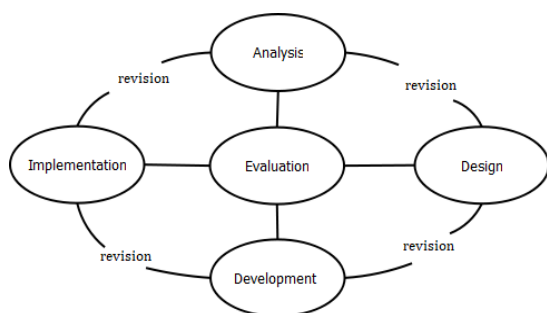 Analysis
revision
revision
Implementation
Evaluation
Design
revision
revision
Development